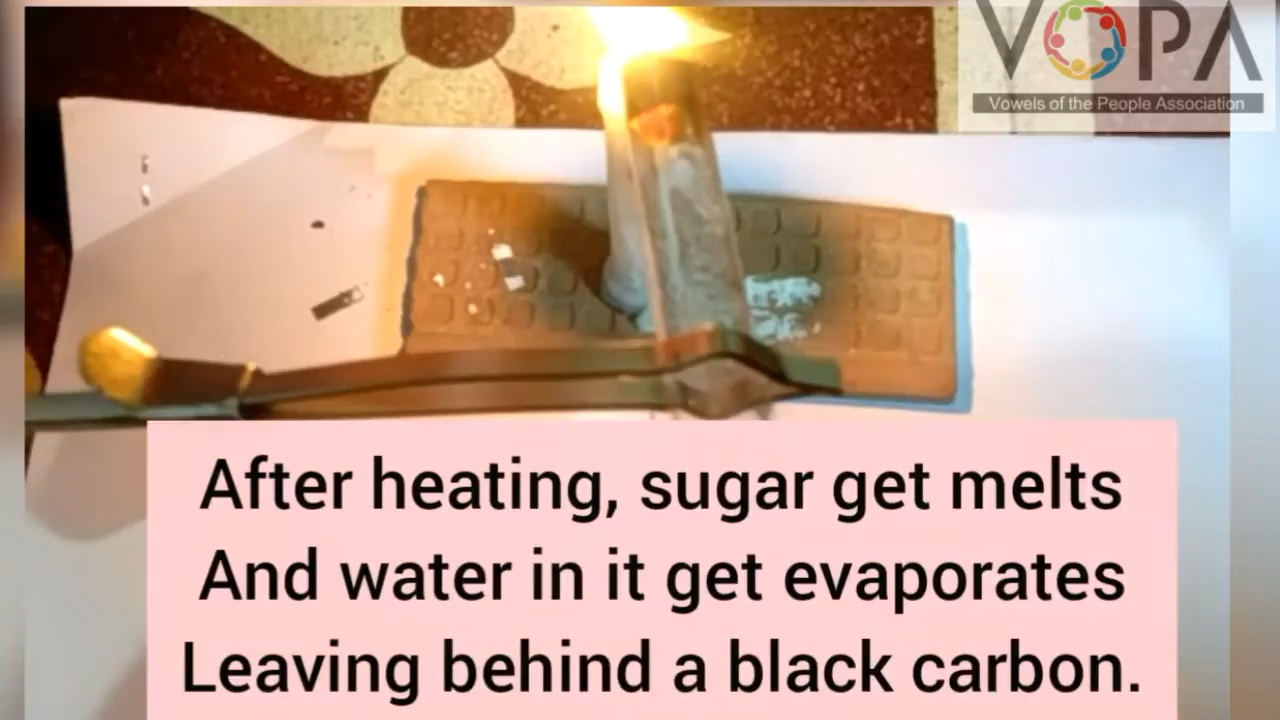 VOPA
Vowels of the People Association
After heating, sugar get melts
And water in it get evaporates
Leaving behind a black carbon.